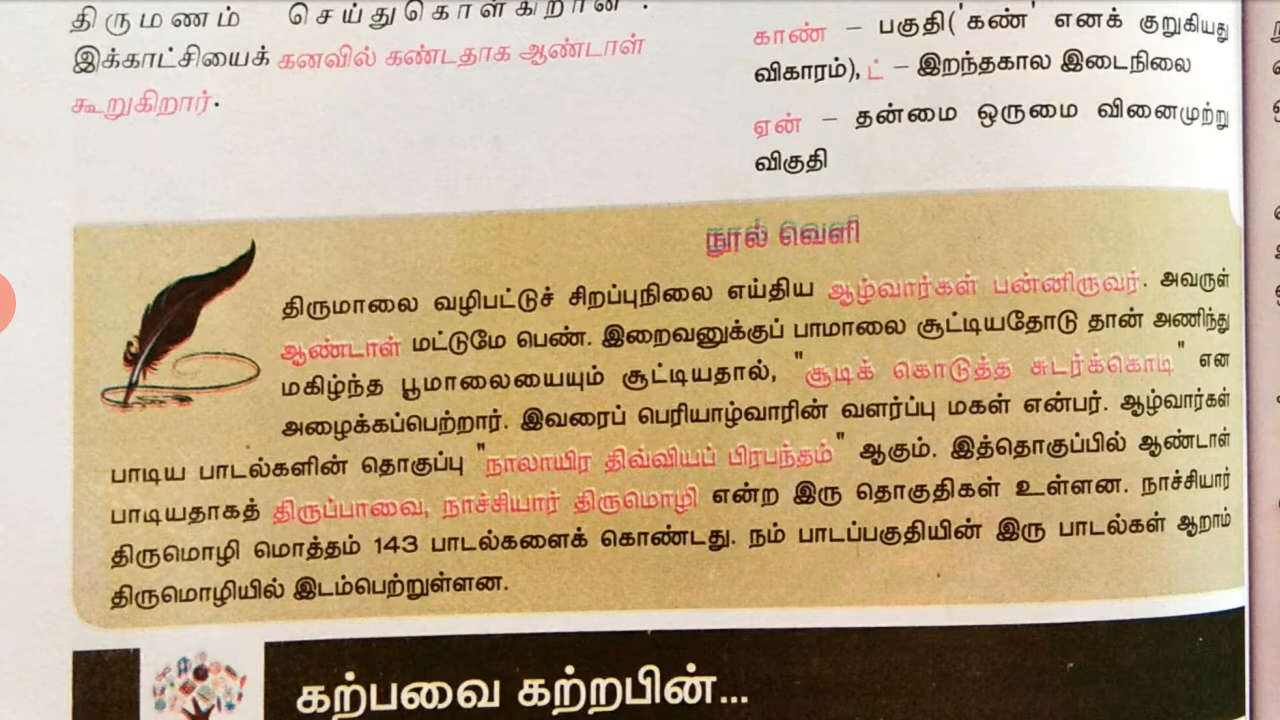 திருமணம் செய்துகொள்கிறான்.
இக்காட்சியைக் கனவில் கண்டதாக ஆண்டாள்
கூறுகிறார்.
காண் – பகுதி('கண்' எனக் குறுகியது
விகாரம்), ட் – இறந்தகால இடைநிலை
ஏன் – தன்மை ஒருமை வினைமுற்று
விகுதி
நூல் வெளி
திருமாலை வழிபட்டுச் சிறப்புநிலை எய்திய ஆழ்வார்கள் பன்னிருவர். அவருள்
ஆண்டாள் மட்டுமே பெண். இறைவனுக்குப் பாமாலை சூட்டியதோடு தான் அணிந்து
மகிழ்ந்த பூமாலையையும் சூட்டியதால், "சூடிக் கொடுத்த சுடர்க்கொடி" என
அழைக்கப்பெற்றார். இவரைப் பெரியாழ்வாரின் வளர்ப்பு மகள் என்பர். ஆழ்வார்கள்
பாடிய பாடல்களின் தொகுப்பு "நாலாயிர திவ்வியப் பிரபந்தம்" ஆகும். இத்தொகுப்பில் ஆண்டாள்
பாடியதாகத் திருப்பாவை, நாச்சியார் திருமொழி என்ற இரு தொகுதிகள் உள்ளன. நாச்சியார்
திருமொழி மொத்தம் 143 பாடல்களைக் கொண்டது. நம் பாடப்பகுதியின் இரு பாடல்கள் ஆறாம்
திருமொழியில் இடம்பெற்றுள்ளன.
கற்பவை கற்றபின்...